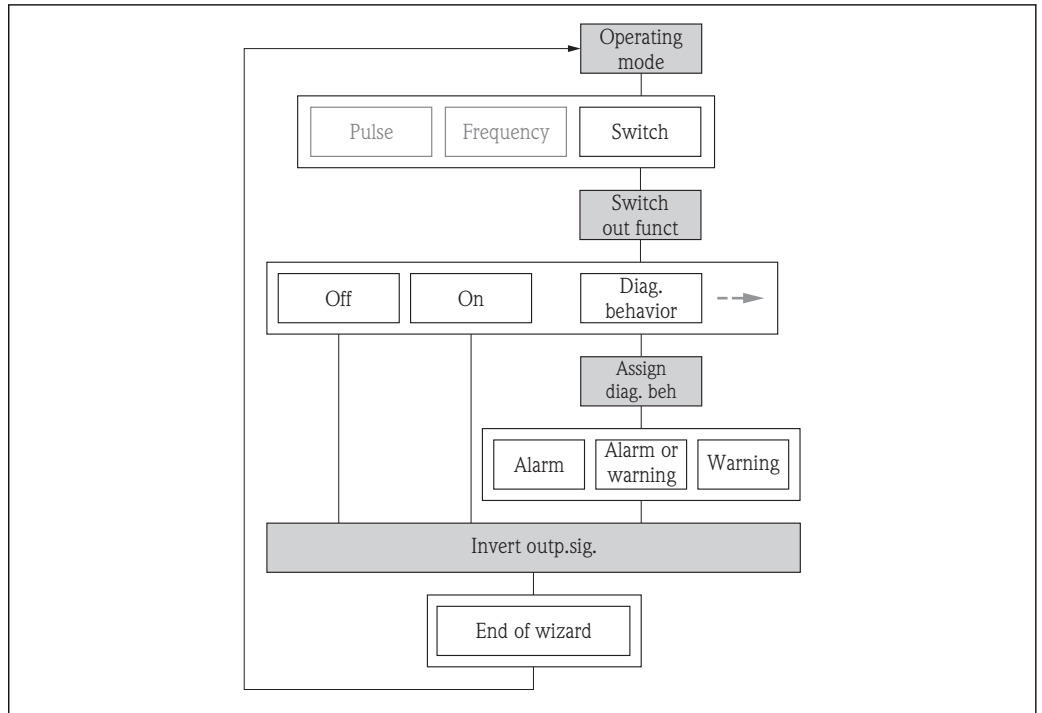 Operating
mode
Pulse
Frequency
Switch
Switch
out funct
Off
On
Diag.
behavior
Assign
diag. beh
Alarm
Alarm or
warning
Warning
Invert outp.sig.
End of wizard